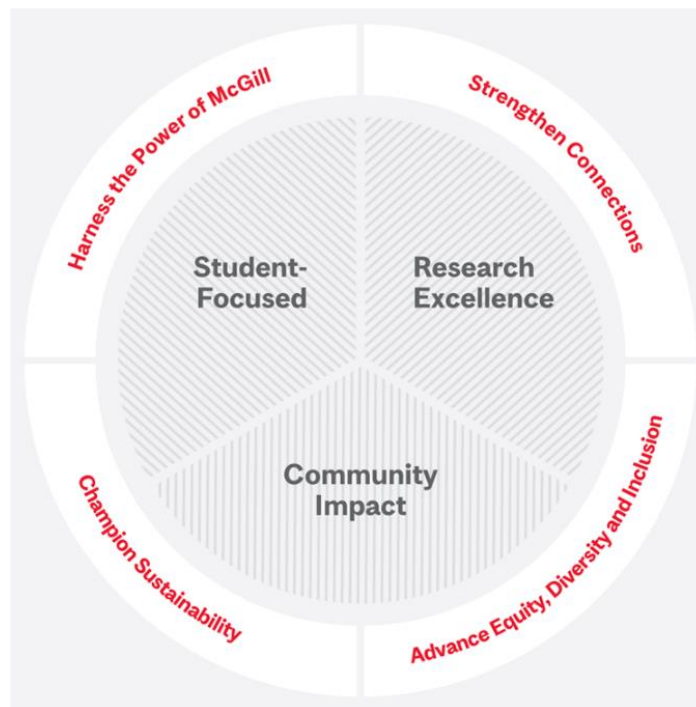 Harness the Power of McGill
Strengthen Connections
Student-
Focused
Research
Excellence
Community
Impact
Champion Sustainability
Advance Equity, Diversity and Inclusion